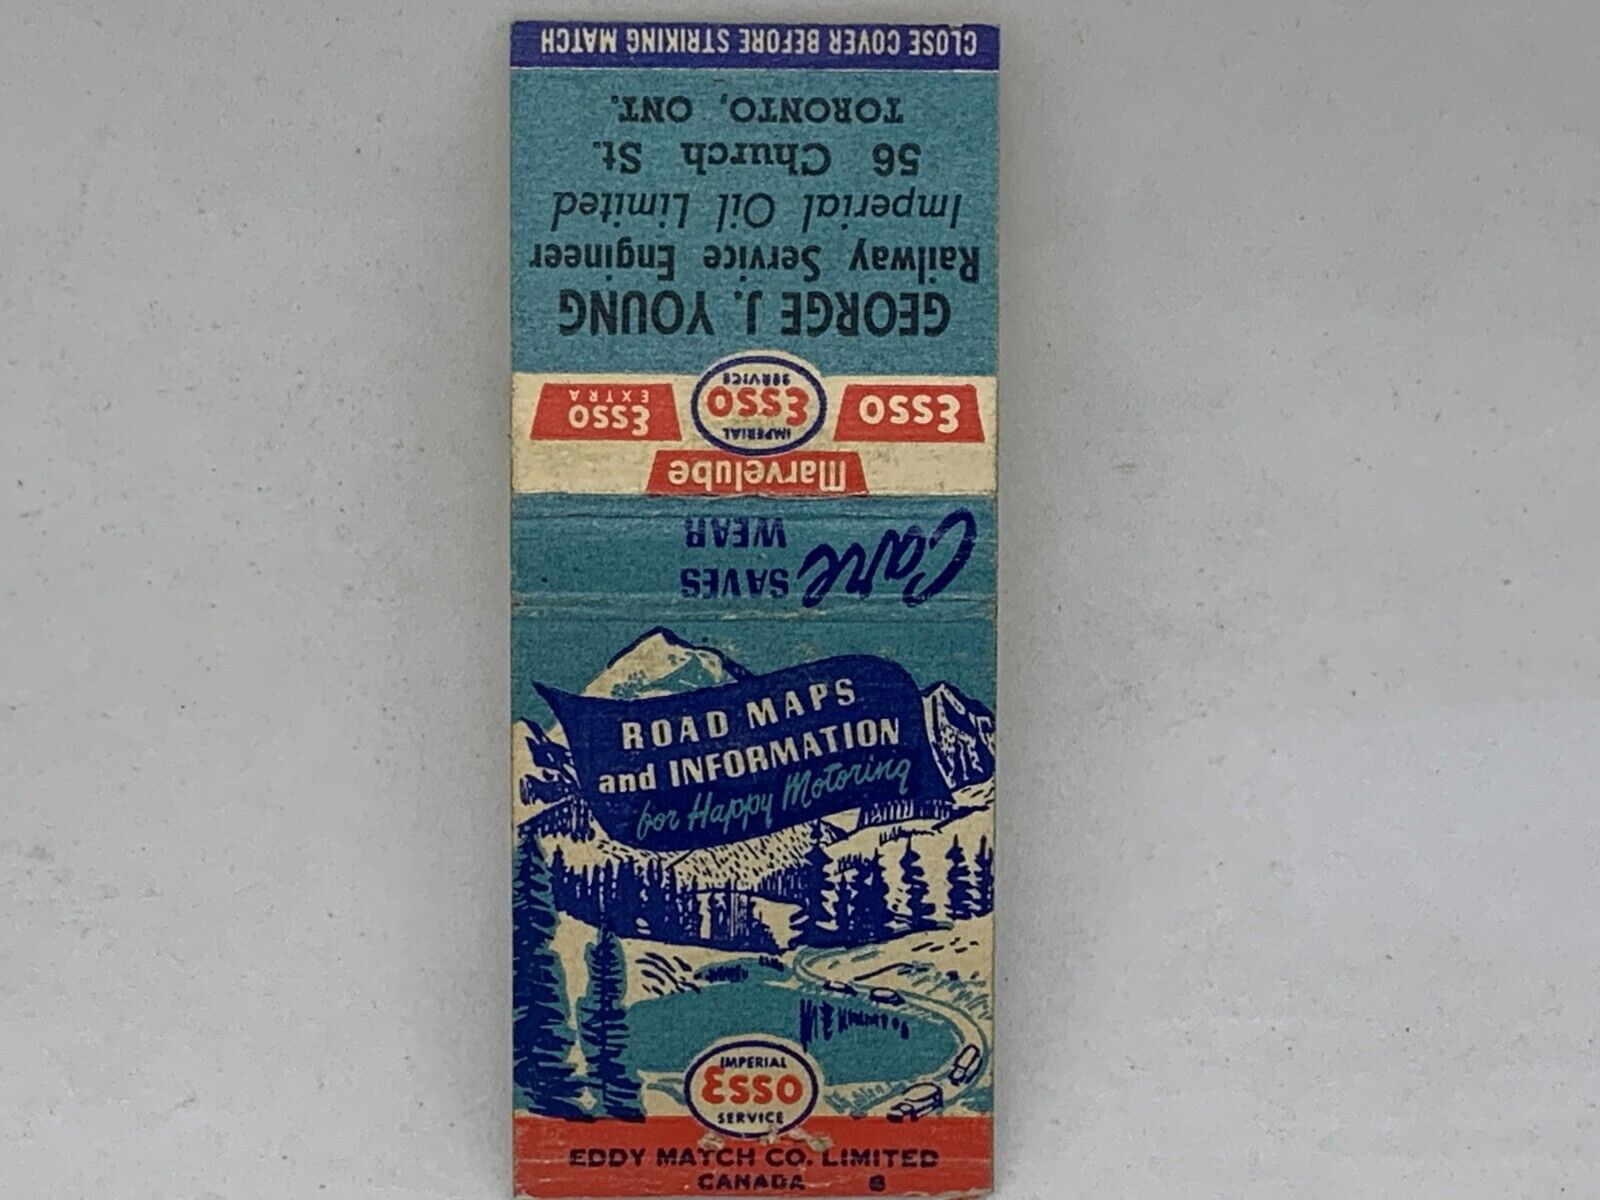 CLOSE COVER BEFORE STRIKING MATCH
GEORGE J. YOUNG
Railway Service Engineer
Imperial Oil Limited
56 Church St.
TORONTO, ONT.
ESSO
IMPERIAL
ESSO
SERVICE
ESSO
EXTRA
Marvelube
Care SAVES
WEAR
ROAD MAPS
and INFORMATION
for Happy Motoring
IMPERIAL
ESSO
SERVICE
EDDY MATCH CO. LIMITED
CANADA